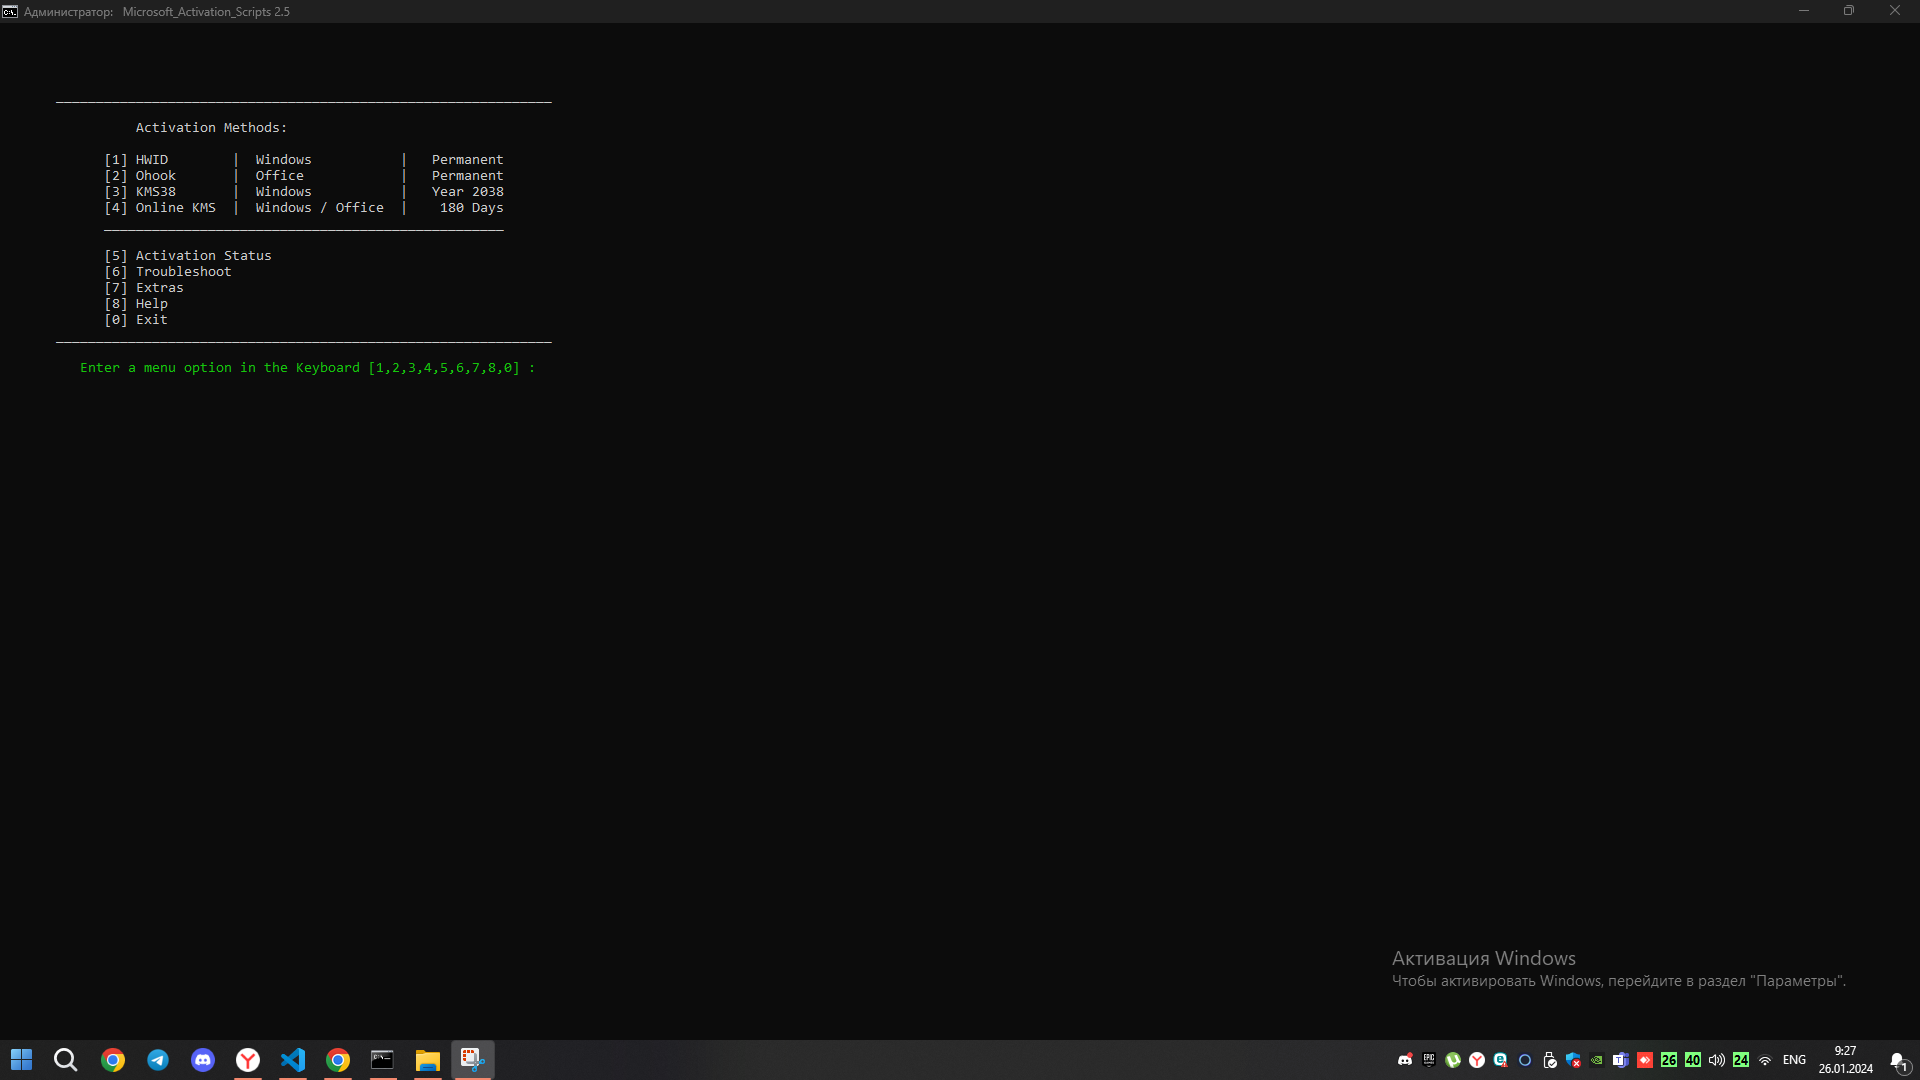 Администратор: Microsoft_Activation_Scripts 2.5
Activation Methods:
[1] HWID | Windows | Permanent
[2] Ohook | Office | Permanent
[3] KMS38 | Windows | Year 2038
[4] Online KMS | Windows / Office | 180 Days
[5] Activation Status
[6] Troubleshoot
[7] Extras
[8] Help
[0] Exit
Enter a menu option in the Keyboard [1,2,3,4,5,6,7,8,0] :
Активация Windows
Чтобы активировать Windows, перейдите в раздел "Параметры".
26 40 24 ENG 9:27
26.01.2024 1